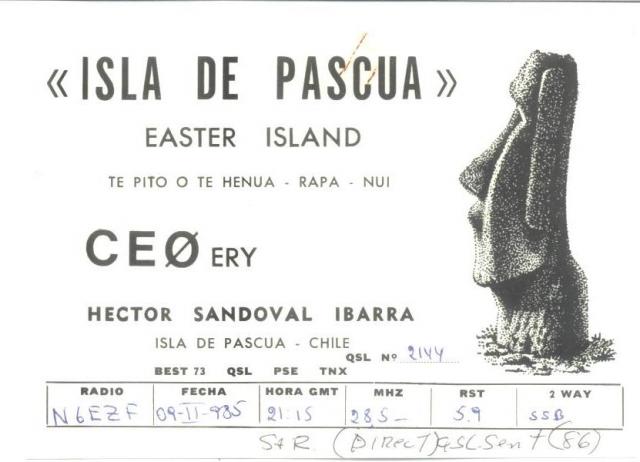 « ISLA DE PASCUA »
EASTER ISLAND
TE PITO O TE HENUA - RAPA - NUI
CEØ ERY
HECTOR SANDOVAL IBARRA
ISLA DE PASCUA - CHILE
QSL Nº 2144
BEST 73 QSL PSE TNX
RADIO FECHA HORA GMT MHZ RST 2 WAY
N6EZF 09-II-985 21:15 28.5- 5.9 SSB
(DIRECT) QSL Sent (86)